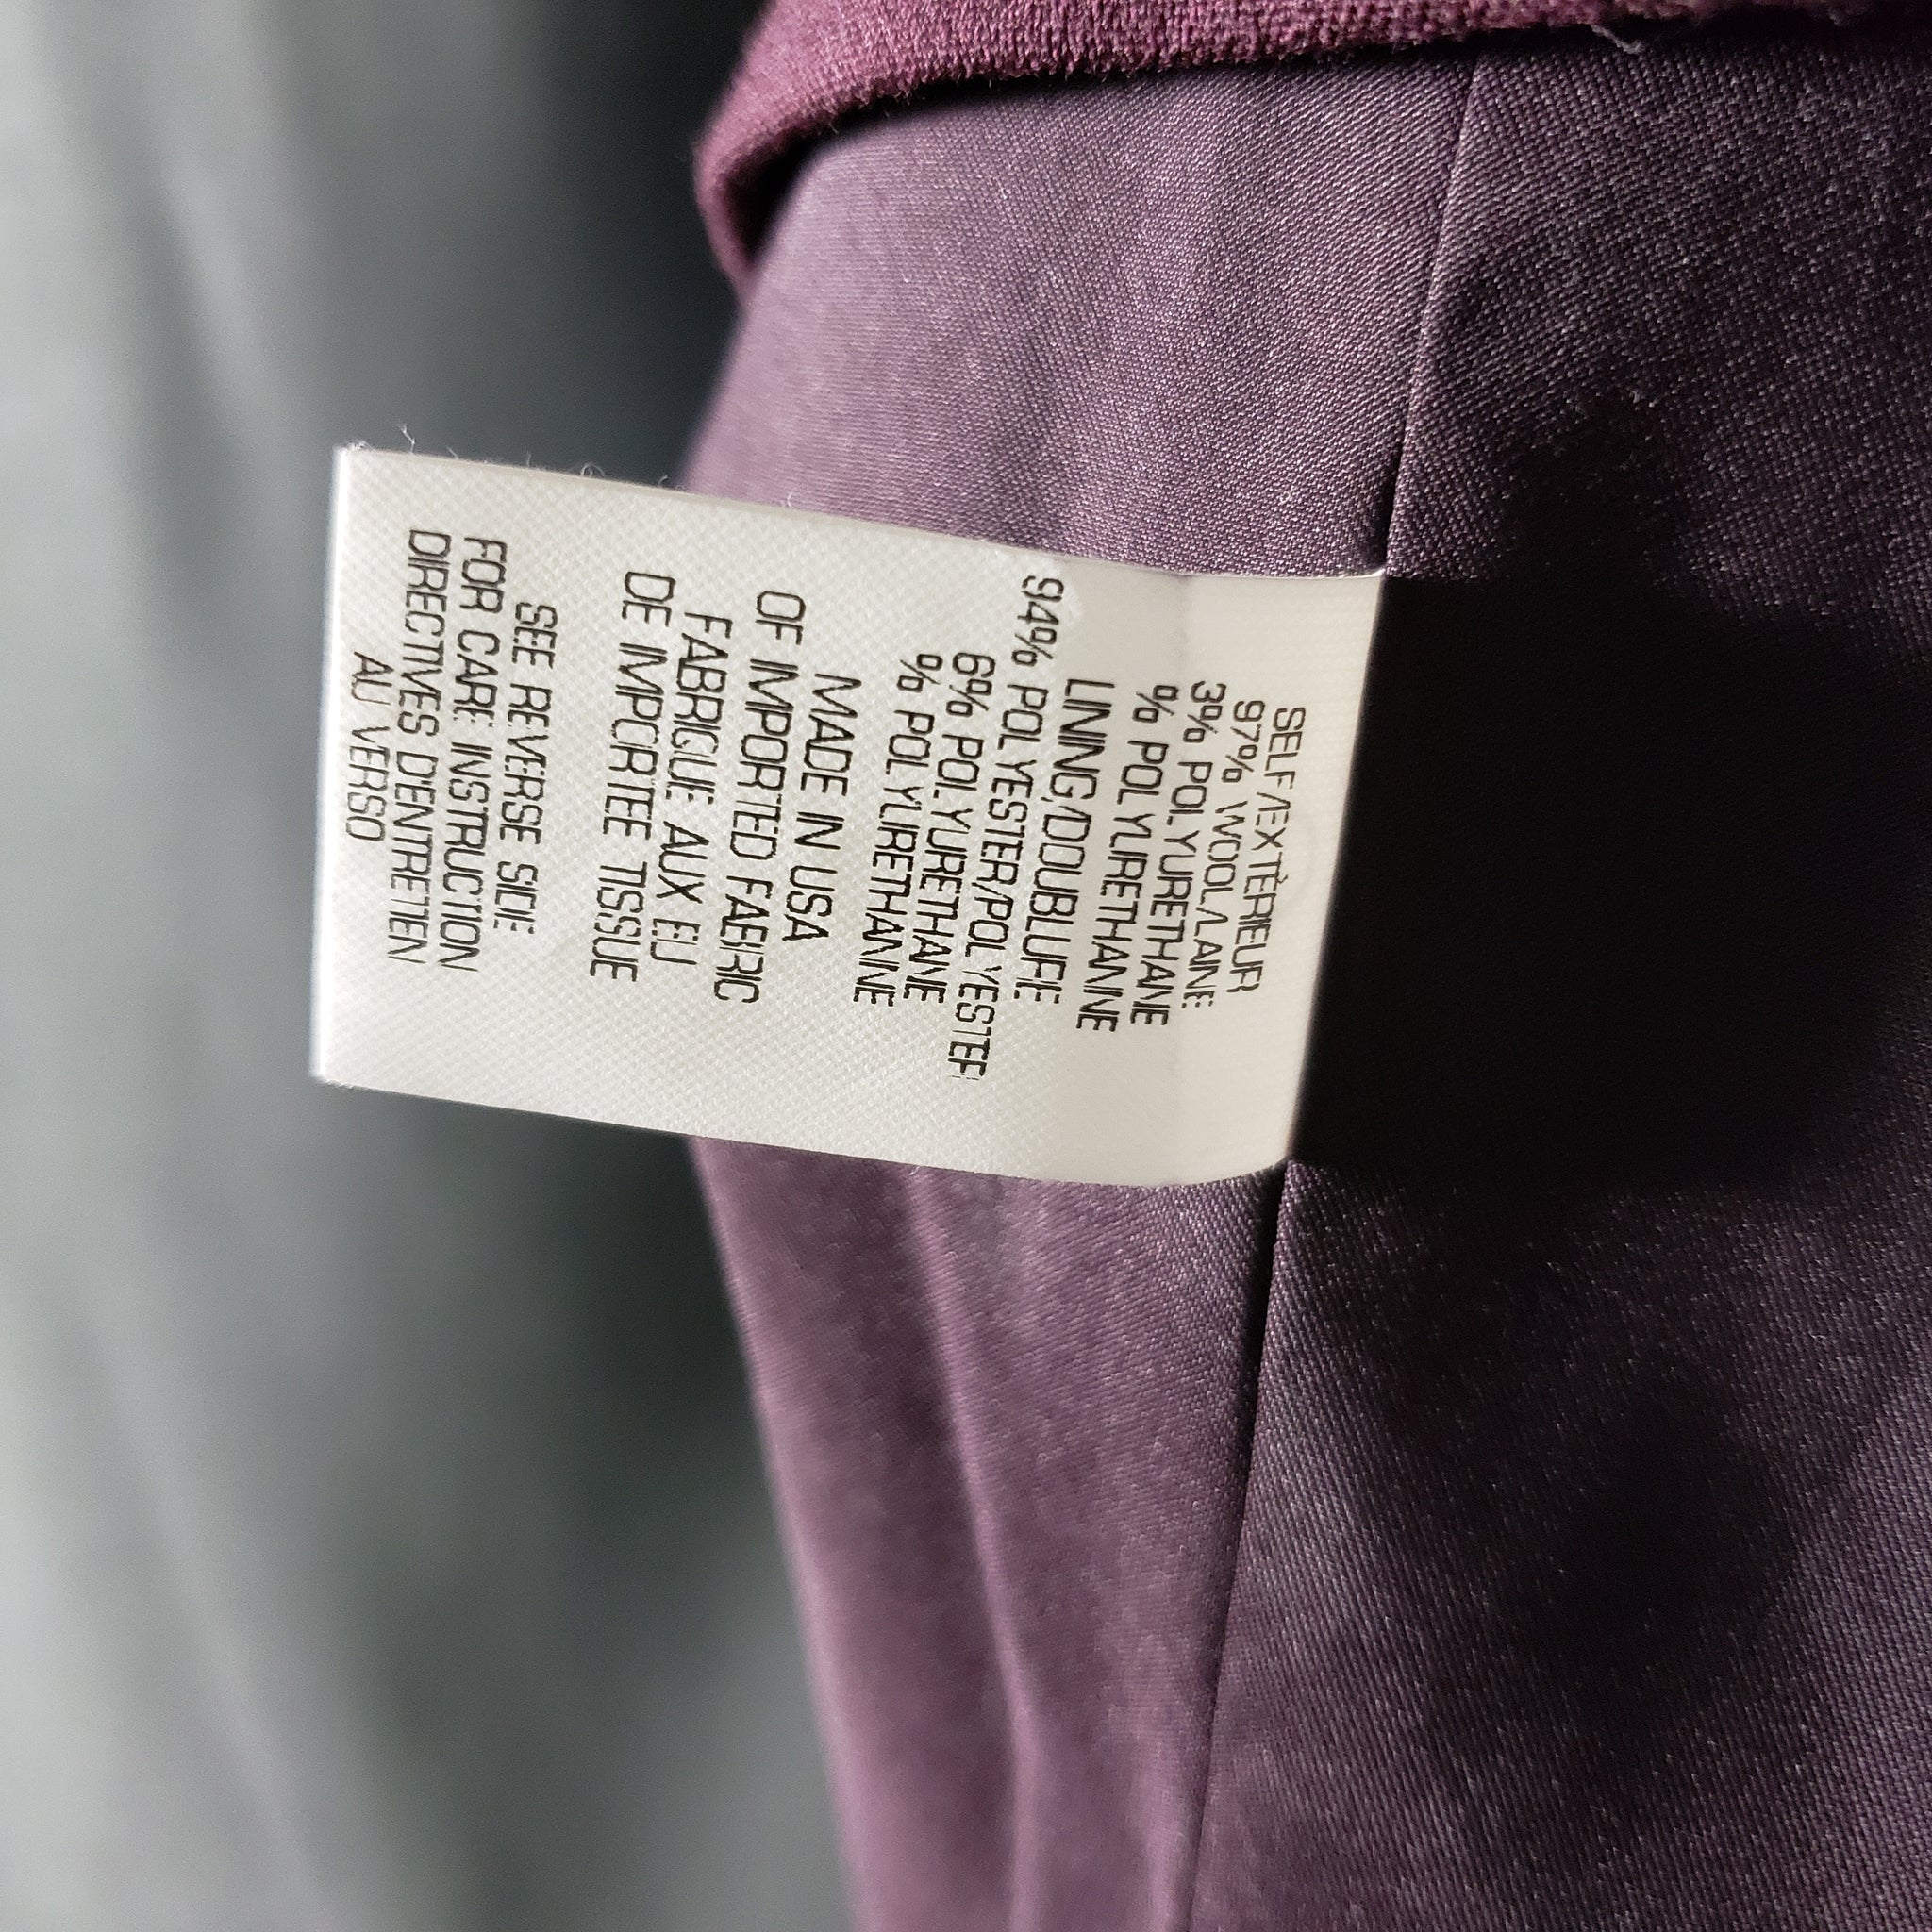 SELF/EXTÈRIEUR
97% WOOL/LAINE
3% POLYURETHANE
% POLYURETHANNE
LINING/DOUBLURE
94% POLYESTER/POLYESTER
6% POLYURETHANE
% POLYURETHANNE
MADE IN USA
OF IMPORTED FABRIC
FABRIQUE AUX EU
DE IMPORTEE TISSUE
SEE REVERSE SIDE
FOR CARE INSTRUCTION
DIRECTIVES D'ENTRETIEN
AU VERSO